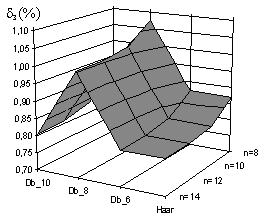 δ₃(%)
1,10
1,05
1,00
0,95
0,90
0,85
0,80
0,75
0,70
Db_10
Db_8
Db_6
Haar
n=14
n=12
n=10
n=8